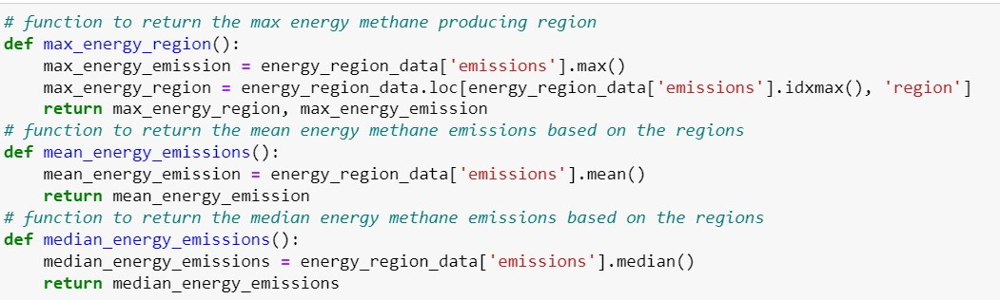 # function to return the max energy methane producing region
def max_energy_region():
    max_energy_emission = energy_region_data['emissions'].max()
    max_energy_region = energy_region_data.loc[energy_region_data['emissions'].idxmax(), 'region']
    return max_energy_region, max_energy_emission
# function to return the mean energy methane emissions based on the regions
def mean_energy_emissions():
    mean_energy_emission = energy_region_data['emissions'].mean()
    return mean_energy_emission
# function to return the median energy methane emissions based on the regions
def median_energy_emissions():
    median_energy_emissions = energy_region_data['emissions'].median()
    return median_energy_emissions